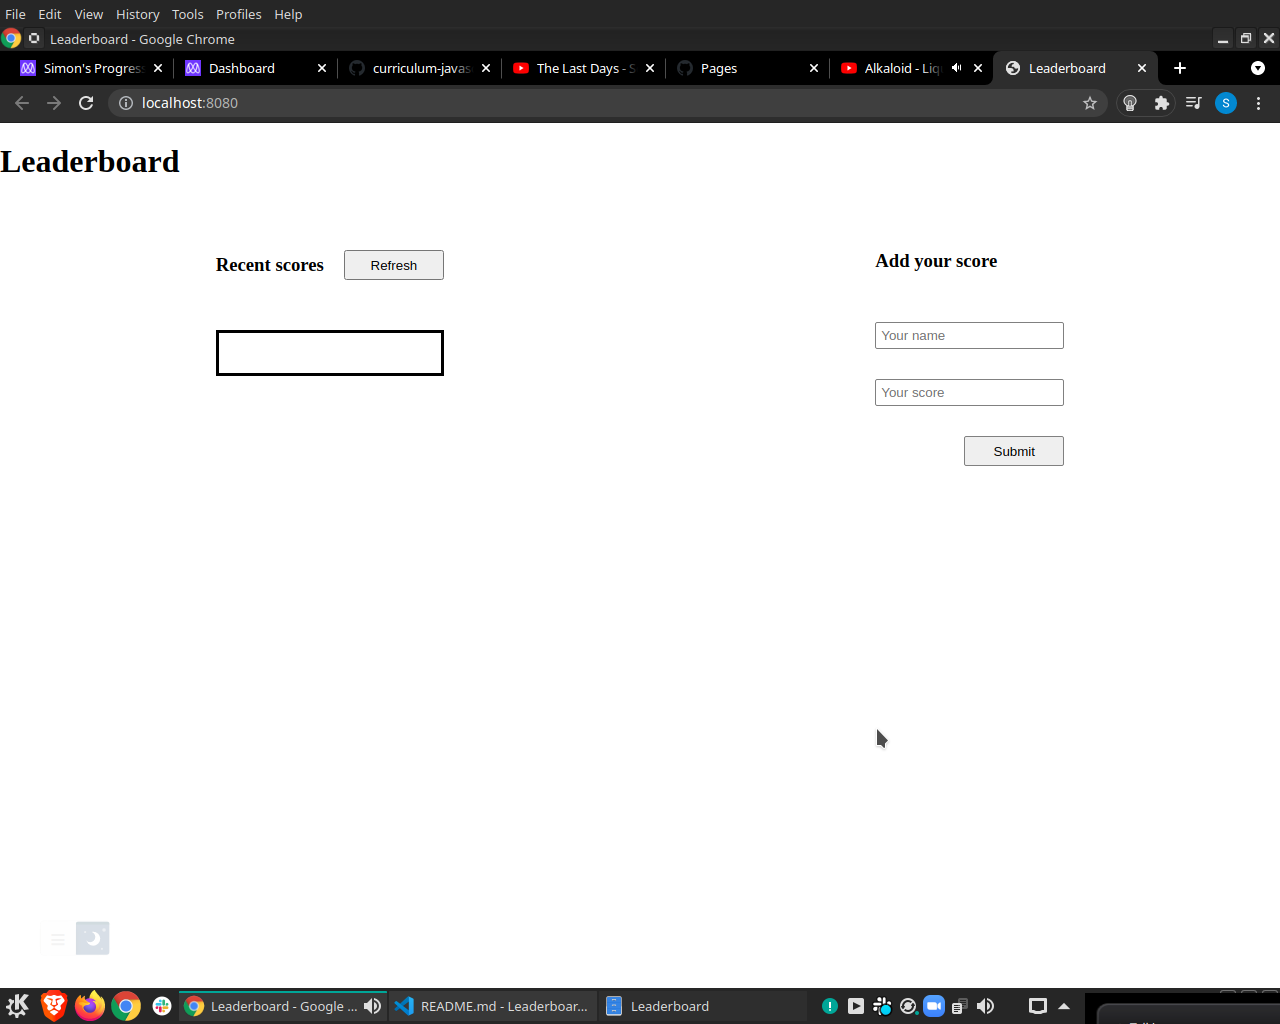 File Edit View History Tools Profiles Help
Leaderboard - Google Chrome
Simon's Progres Dashboard curriculum-javas The Last Days - S Pages Alkaloid - Liq Leaderboard
localhost:8080 S
Leaderboard
Recent scores Refresh Add your score
Your name
Your score
Submit
Leaderboard - Google ... README.md - Leaderboar... Leaderboard